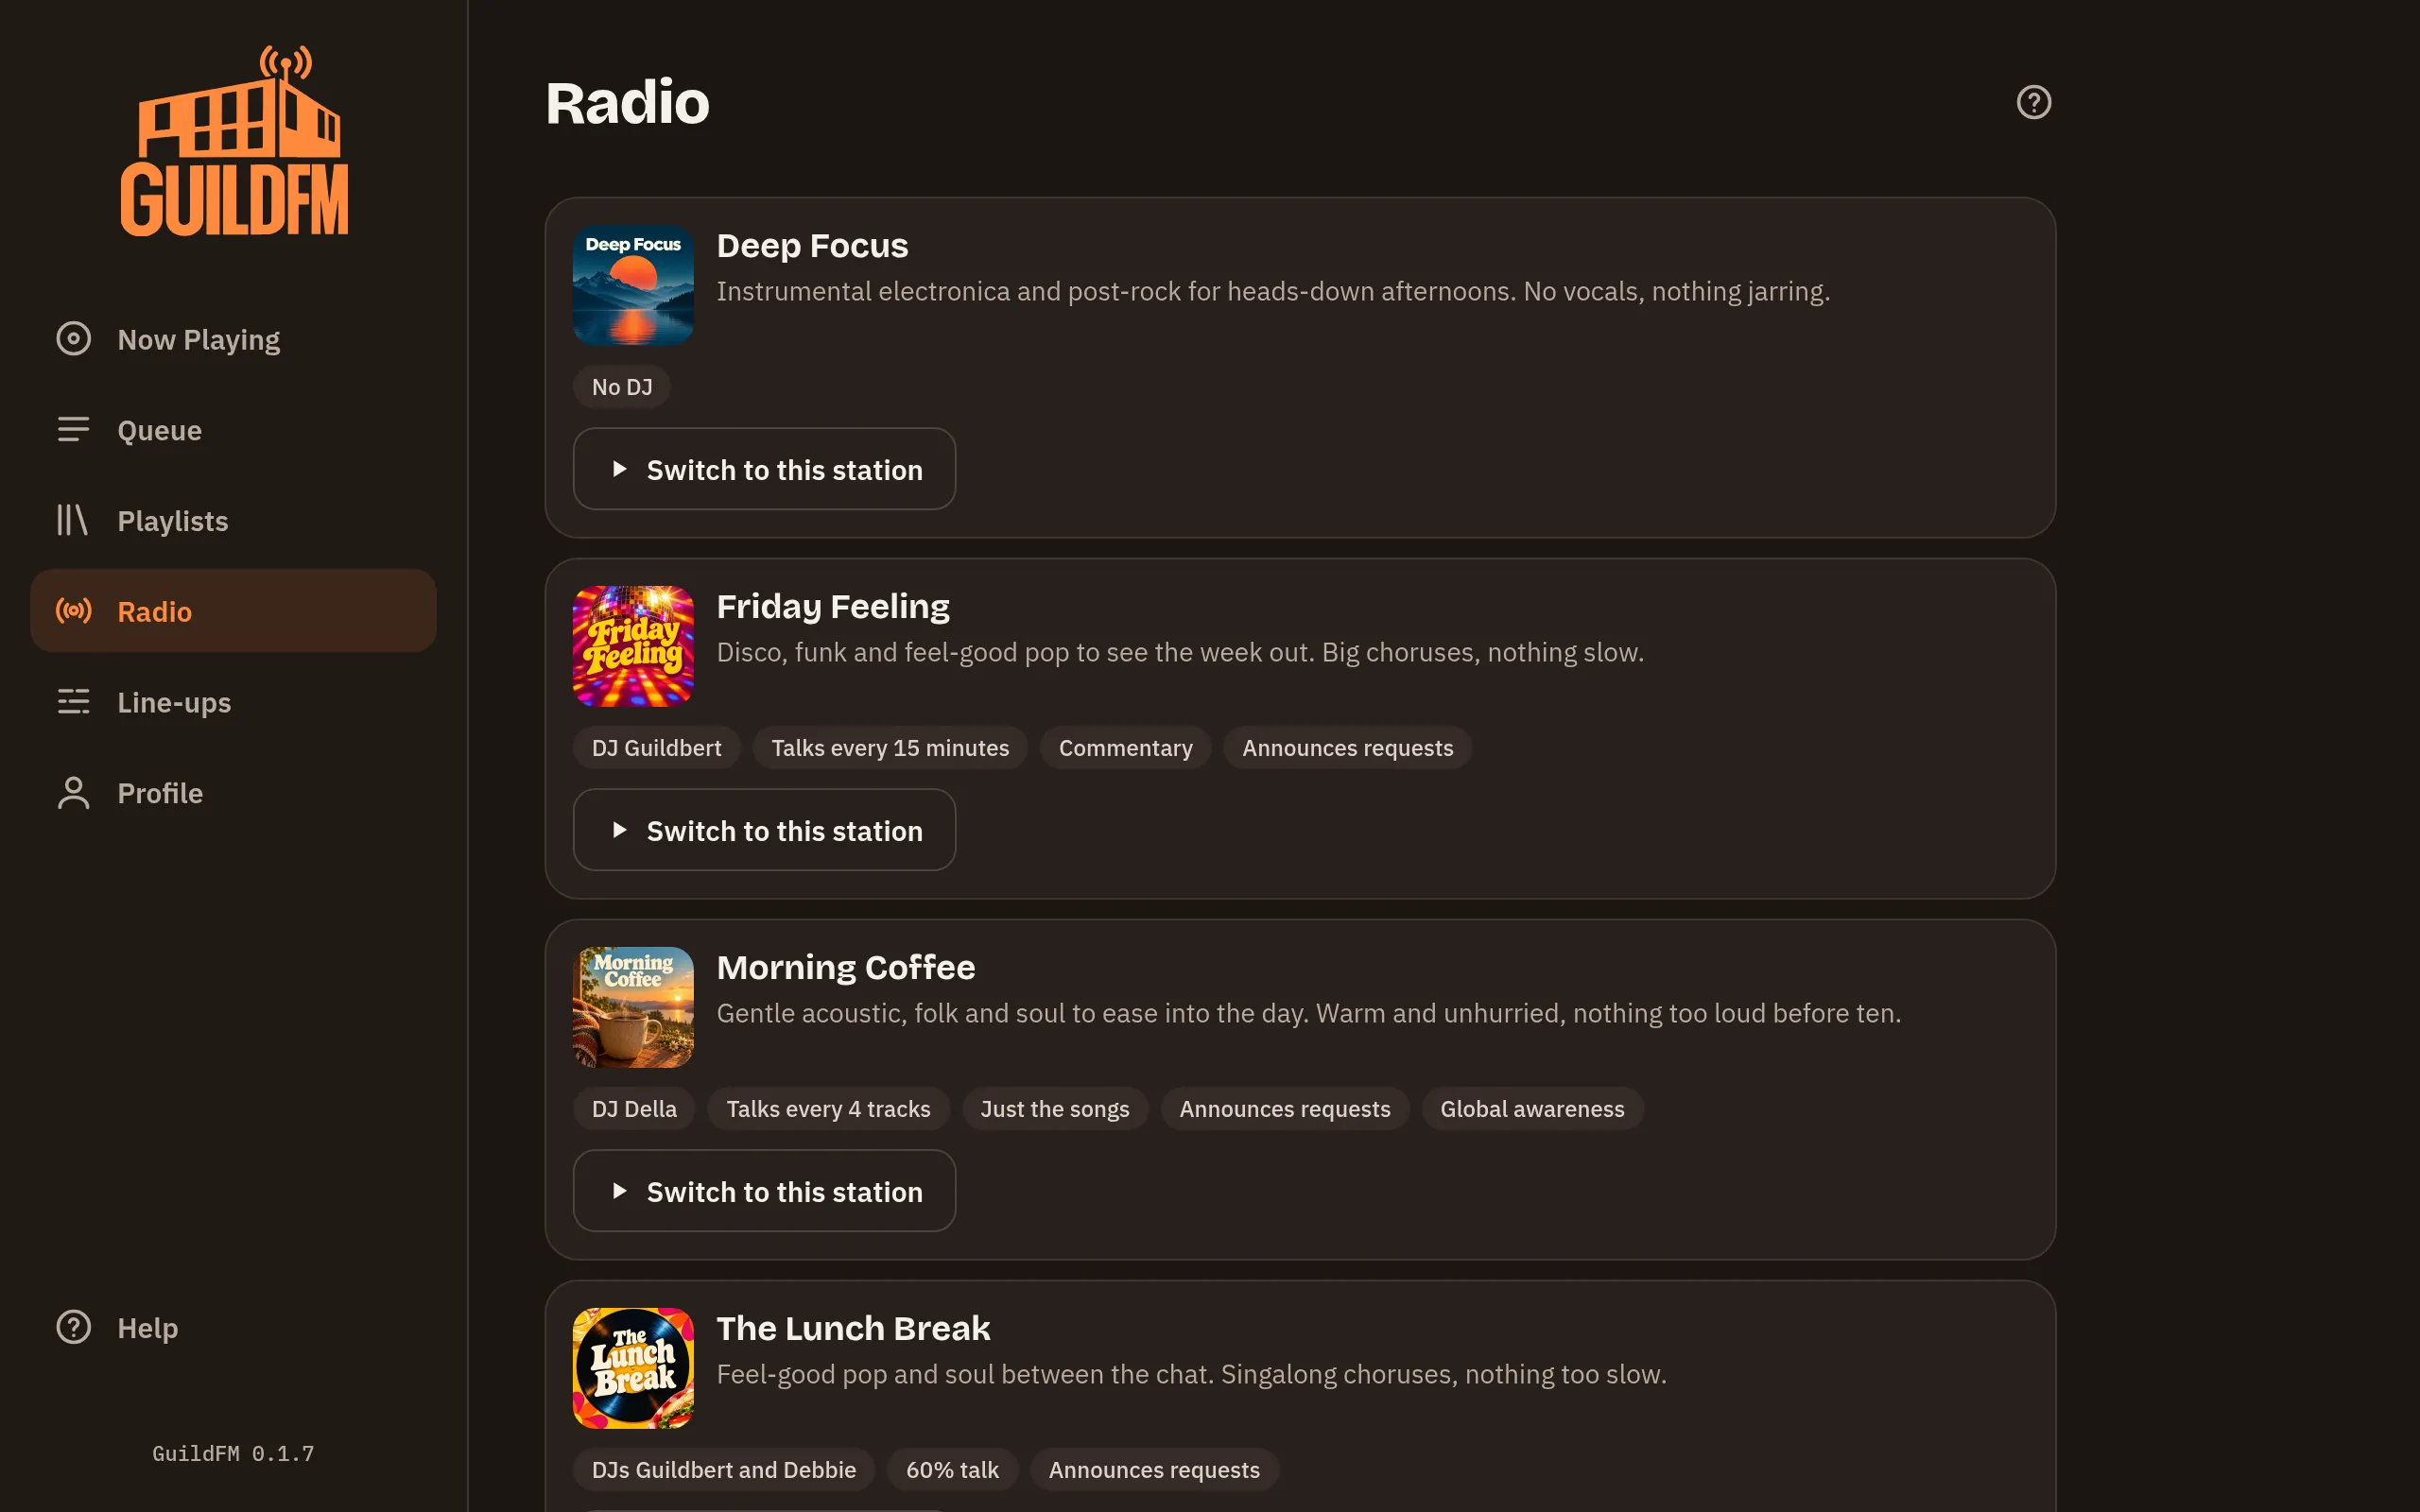 GUILDFM
Now Playing
Queue
Playlists
Radio
Line-ups
Profile
Help
GuildFM 0.1.7
Radio
Deep Focus
Deep Focus
Instrumental electronica and post-rock for heads-down afternoons. No vocals, nothing jarring.
No DJ
Switch to this station
Friday
Feeling
Friday Feeling
Disco, funk and feel-good pop to see the week out. Big choruses, nothing slow.
DJ Guildbert
Talks every 15 minutes
Commentary
Announces requests
Switch to this station
Morning
Coffee
Morning Coffee
Gentle acoustic, folk and soul to ease into the day. Warm and unhurried, nothing too loud before ten.
DJ Della
Talks every 4 tracks
Just the songs
Announces requests
Global awareness
Switch to this station
The
Lunch
Break
The Lunch Break
Feel-good pop and soul between the chat. Singalong choruses, nothing too slow.
DJs Guildbert and Debbie
60% talk
Announces requests